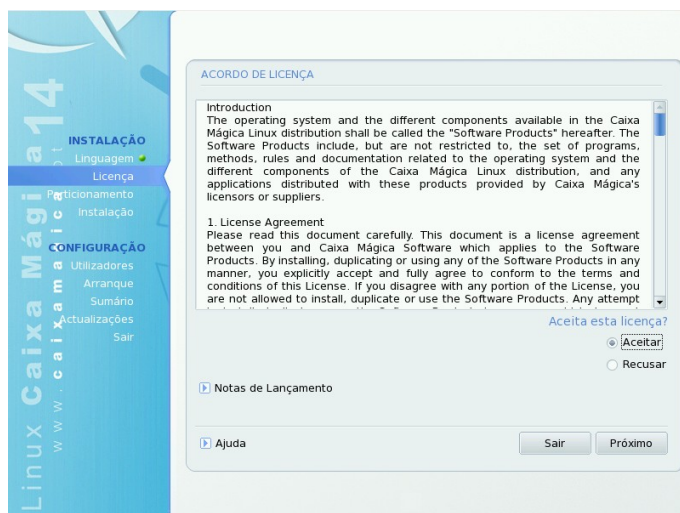 Linux Caixa Mágica 14
INSTALAÇÃO
Linguagem
Licença
Particionamento
Instalação
CONFIGURAÇÃO
Utilizadores
Arranque
Sumário
Actualizações
Sair
ACORDO DE LICENÇA
Introduction
The operating system and the different components available in the Caixa
Mágica Linux distribution shall be called the "Software Products" hereafter. The
Software Products include, but are not restricted to, the set of programs,
methods, rules and documentation related to the operating system and the
different components of the Caixa Mágica Linux distribution, and any
applications distributed with these products provided by Caixa Mágica's
licensors or suppliers.
1. License Agreement
Please read this document carefully. This document is a license agreement
between you and Caixa Mágica Software which applies to the Software
Products. By installing, duplicating or using any of the Software Products in any
manner, you explicitly accept and fully agree to conform to the terms and
conditions of this License. If you disagree with any portion of the License, you
are not allowed to install, duplicate or use the Software Products. Any attempt
Aceita esta licença?
Aceitar
Recusar
Notas de Lançamento
Ajuda
Sair
Próximo